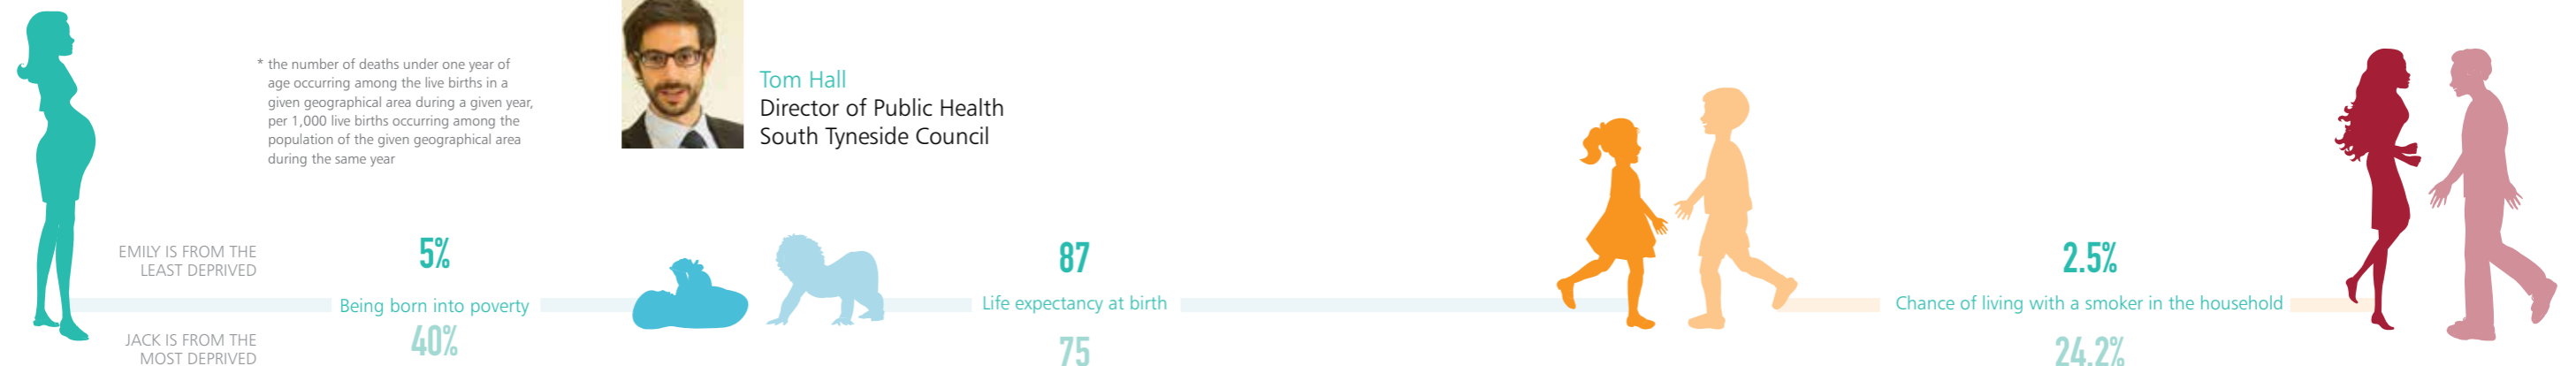 * the number of deaths under one year of
age occurring among the live births in a
given geographical area during a given year,
per 1,000 live births occurring among the
population of the given geographical area
during the same year
Tom Hall
Director of Public Health
South Tyneside Council
EMILY IS FROM THE
LEAST DEPRIVED
5%
Being born into poverty
40%
JACK IS FROM THE
MOST DEPRIVED
87
Life expectancy at birth
75
2.5%
Chance of living with a smoker in the household
24.2%